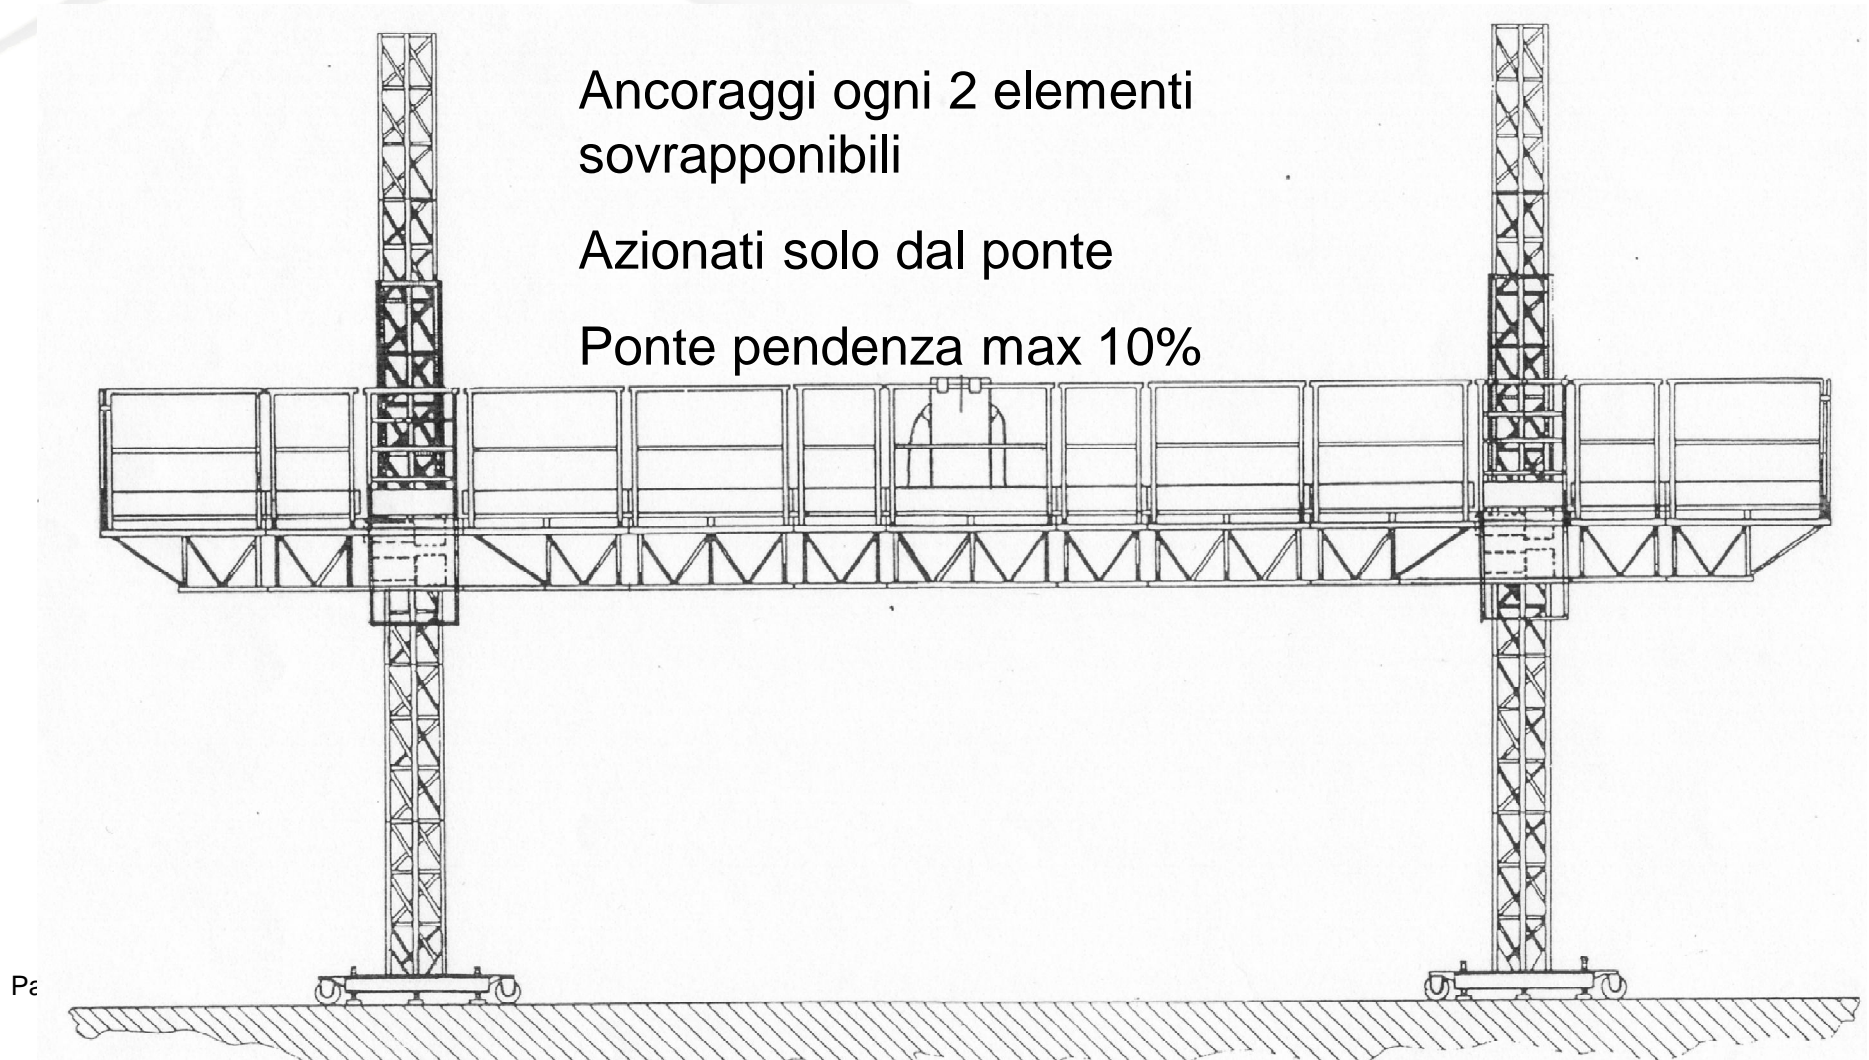 Ancoraggi ogni 2 elementi
sovrapponibili
Azionati solo dal ponte
Ponte pendenza max 10%